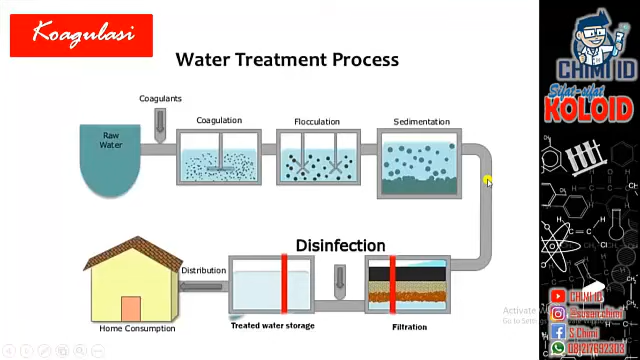 Koagulasi
Water Treatment Process
CHIMI ID
Sifat-sifat
KOLOID
Coagulants
Coagulation
Flocculation
Sedimentation
Raw
Water
Disinfection
Distribution
Home Consumption
Treated water storage
Filtration
CHIMI ID
S.Chimi